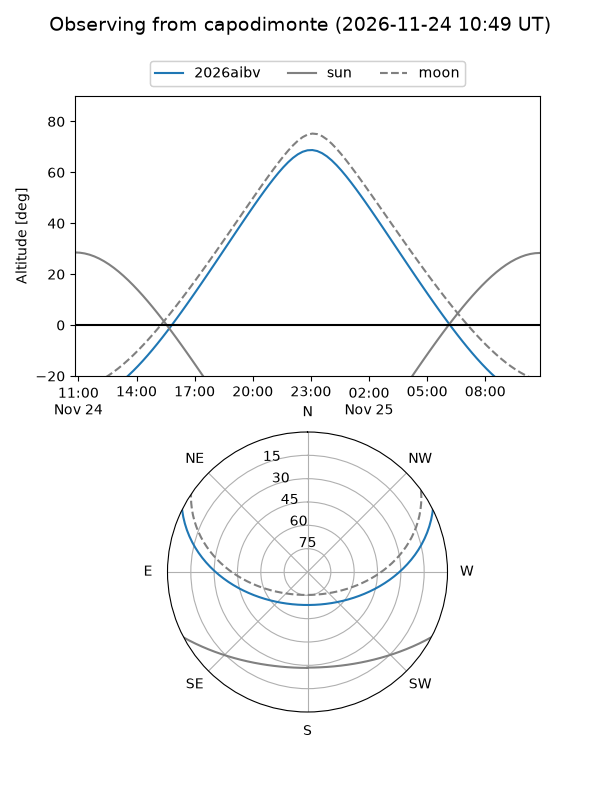 Observing from capodimonte (2026-11-24 10:49 UT)
2026aibv sun moon
Altitude [deg]
80
60
40
20
0
−20
11:00 14:00 17:00 20:00 23:00 02:00 05:00 08:00
Nov 24 Nov 25
N
NE NW
15
30
45
60
75
E W
SE SW
S